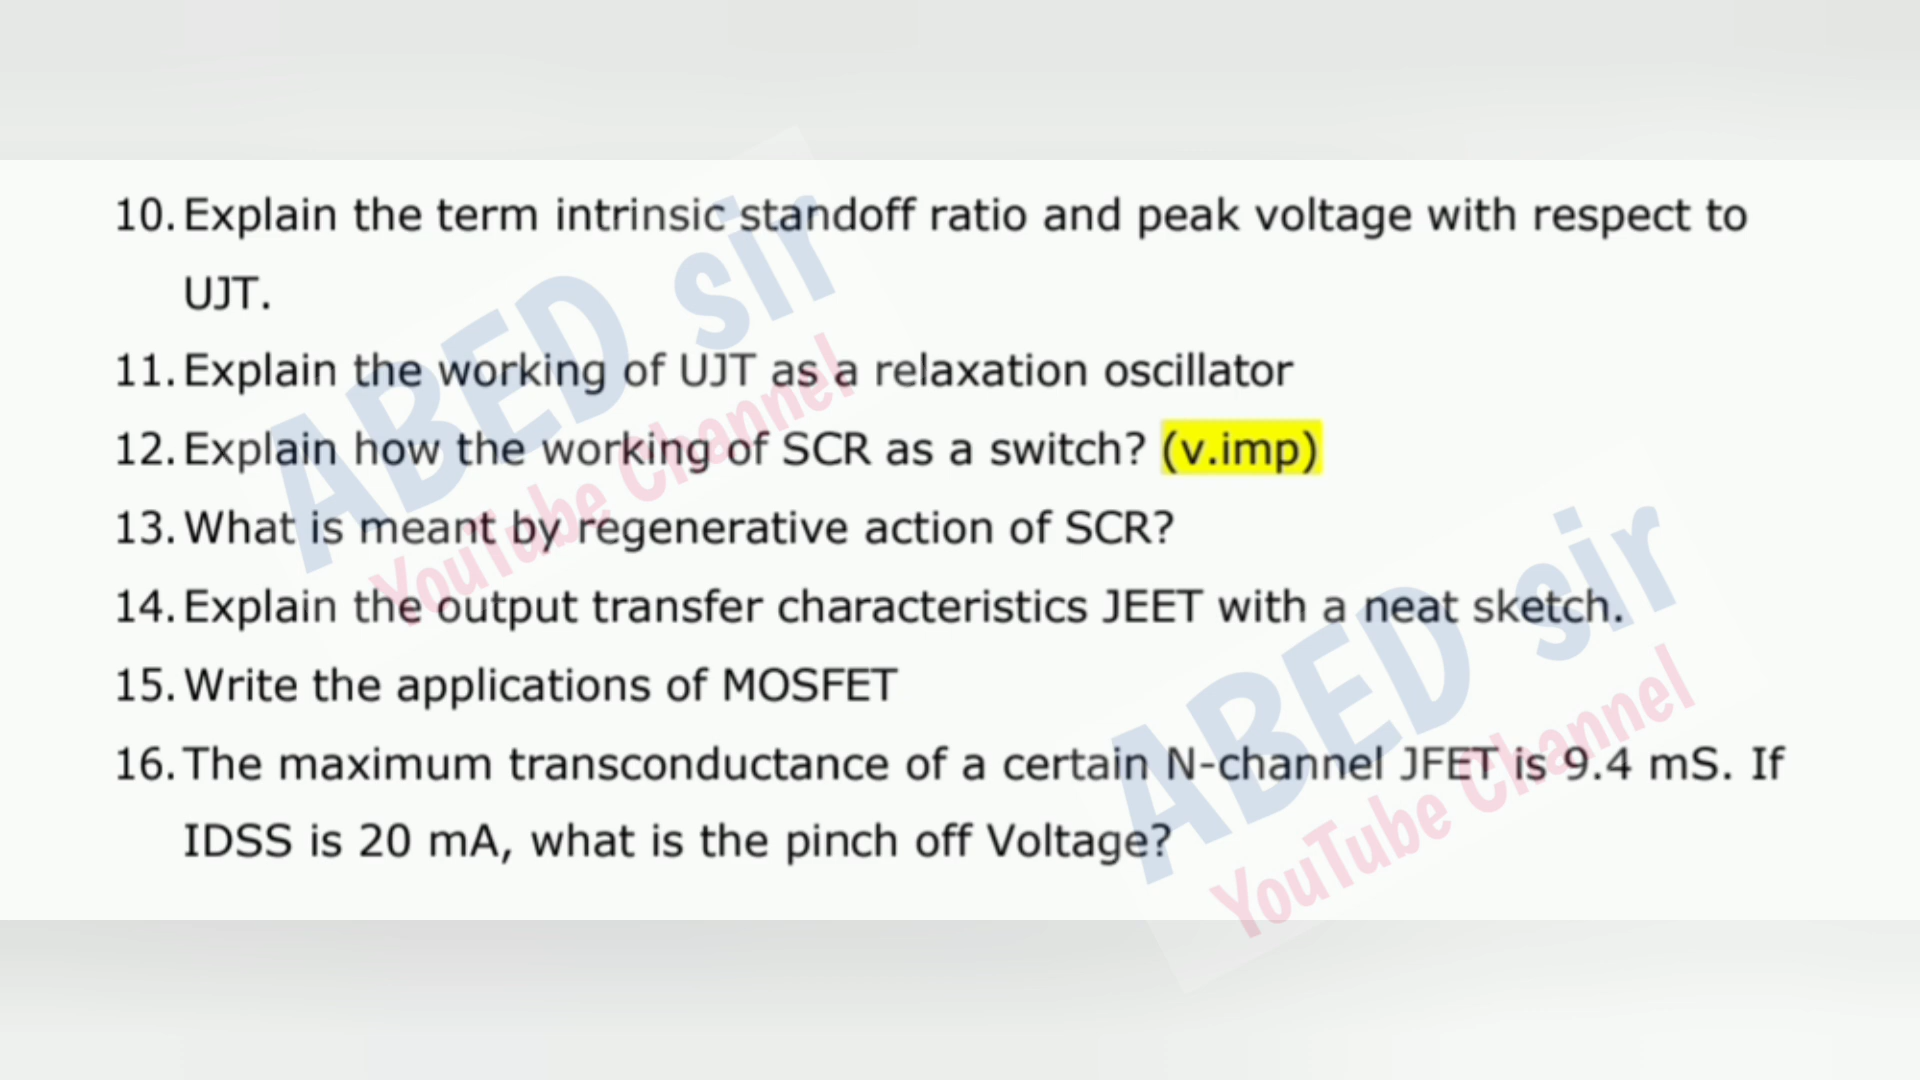 10. Explain the term intrinsic standoff ratio and peak voltage with respect to
UJT.
11. Explain the working of UJT as a relaxation oscillator
12. Explain how the working of SCR as a switch? (v.imp)
13. What is meant by regenerative action of SCR?
14. Explain the output transfer characteristics JEET with a neat sketch.
15. Write the applications of MOSFET
16. The maximum transconductance of a certain N-channel JFET is 9.4 mS. If
IDSS is 20 mA, what is the pinch off Voltage?
ABED sir
YouTube Channel
ABED sir
YouTube Channel